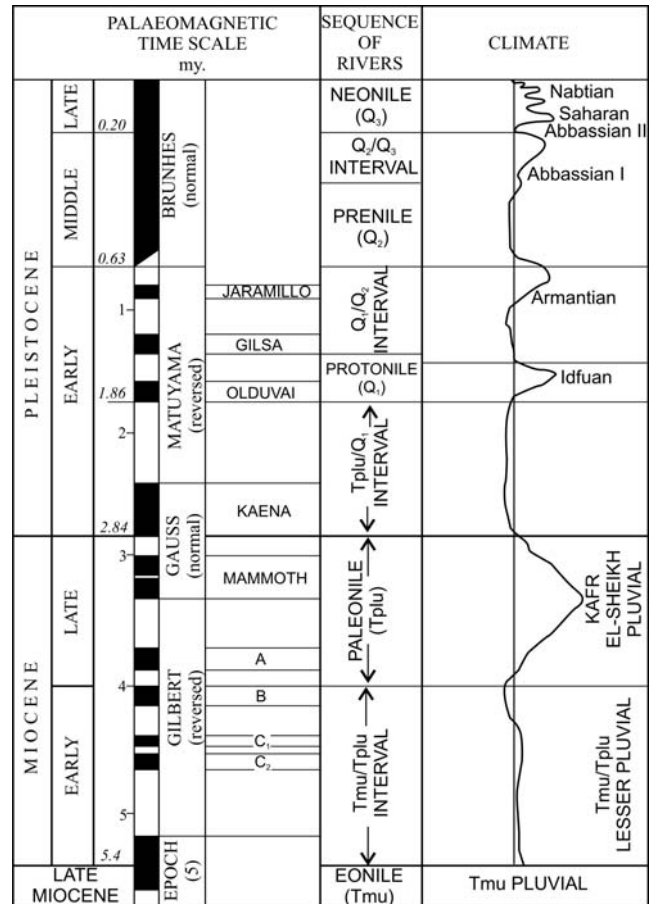 PALAEOMAGNETIC
TIME SCALE
my.
SEQUENCE
OF
RIVERS
CLIMATE
PLEISTOCENE
LATE
0.20
MIDDLE
0.63
EARLY
1
1.86
2
2.84
BRUNHES
(normal)
MATUYAMA
(reversed)
JARAMILLO
GILSA
OLDUVAI
KAENA
NEONILE
(Q3)
Q2/Q3
INTERVAL
PRENILE
(Q2)
Q1/Q2
INTERVAL
PROTONILE
(Q1)
Tplu/Q1
INTERVAL
Nabtian
Saharan
Abbassian II
Abbassian I
Armantian
Idfuan
MIOCENE
LATE
3
4
EARLY
5
5.4
GAUSS
(normal)
GILBERT
(reversed)
MAMMOTH
A
B
C1
C2
PALEONILE
(Tplu)
Tmu/Tplu
INTERVAL
KAFR
EL-SHEIKH
PLUVIAL
Tmu/Tplu
LESSER PLUVIAL
LATE
MIOCENE
EPOCH
(5)
EONILE
(Tmu)
Tmu PLUVIAL